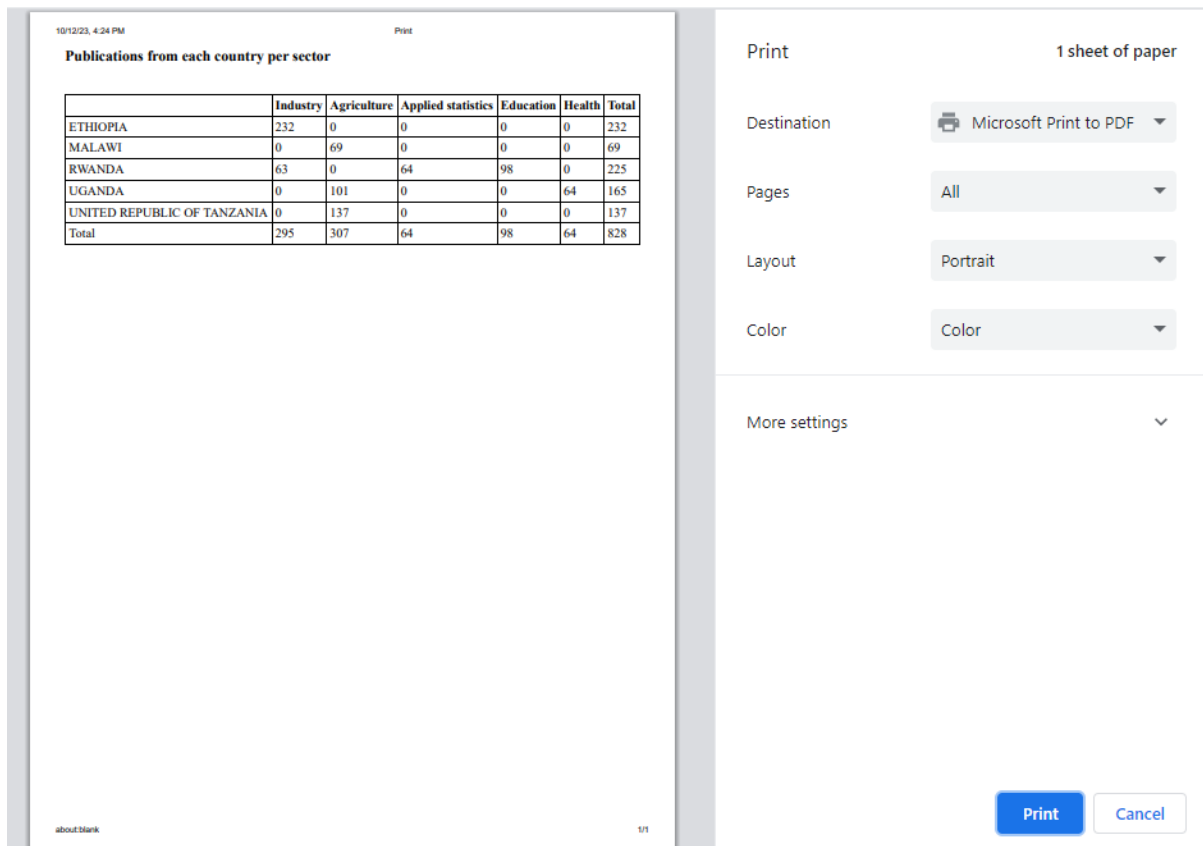 10/12/23, 4:24 PM Print
Publications from each country per sector
Industry Agriculture Applied statistics Education Health Total
ETHIOPIA 232 0 0 0 0 232
MALAWI 0 69 0 0 0 69
RWANDA 63 0 64 98 0 225
UGANDA 0 101 0 0 64 165
UNITED REPUBLIC OF TANZANIA 0 137 0 0 0 137
Total 295 307 64 98 64 828
about:blank 1/1
Print 1 sheet of paper
Destination Microsoft Print to PDF
Pages All
Layout Portrait
Color Color
More settings
Print Cancel